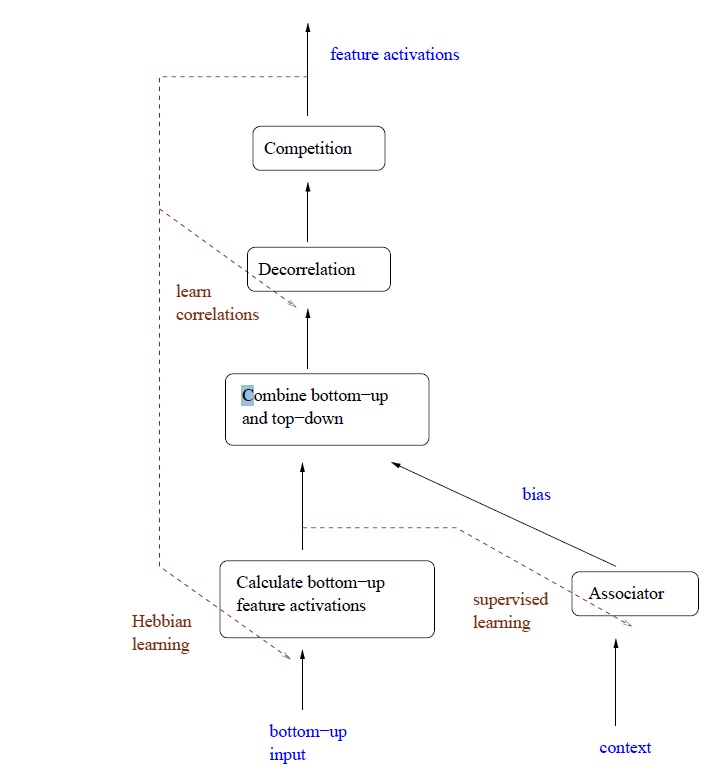 feature activations
Competition
Decorrelation
learn
correlations
Combine bottom−up
and top−down
bias
Calculate bottom−up
feature activations
Associator
supervised
learning
Hebbian
learning
bottom−up
input
context